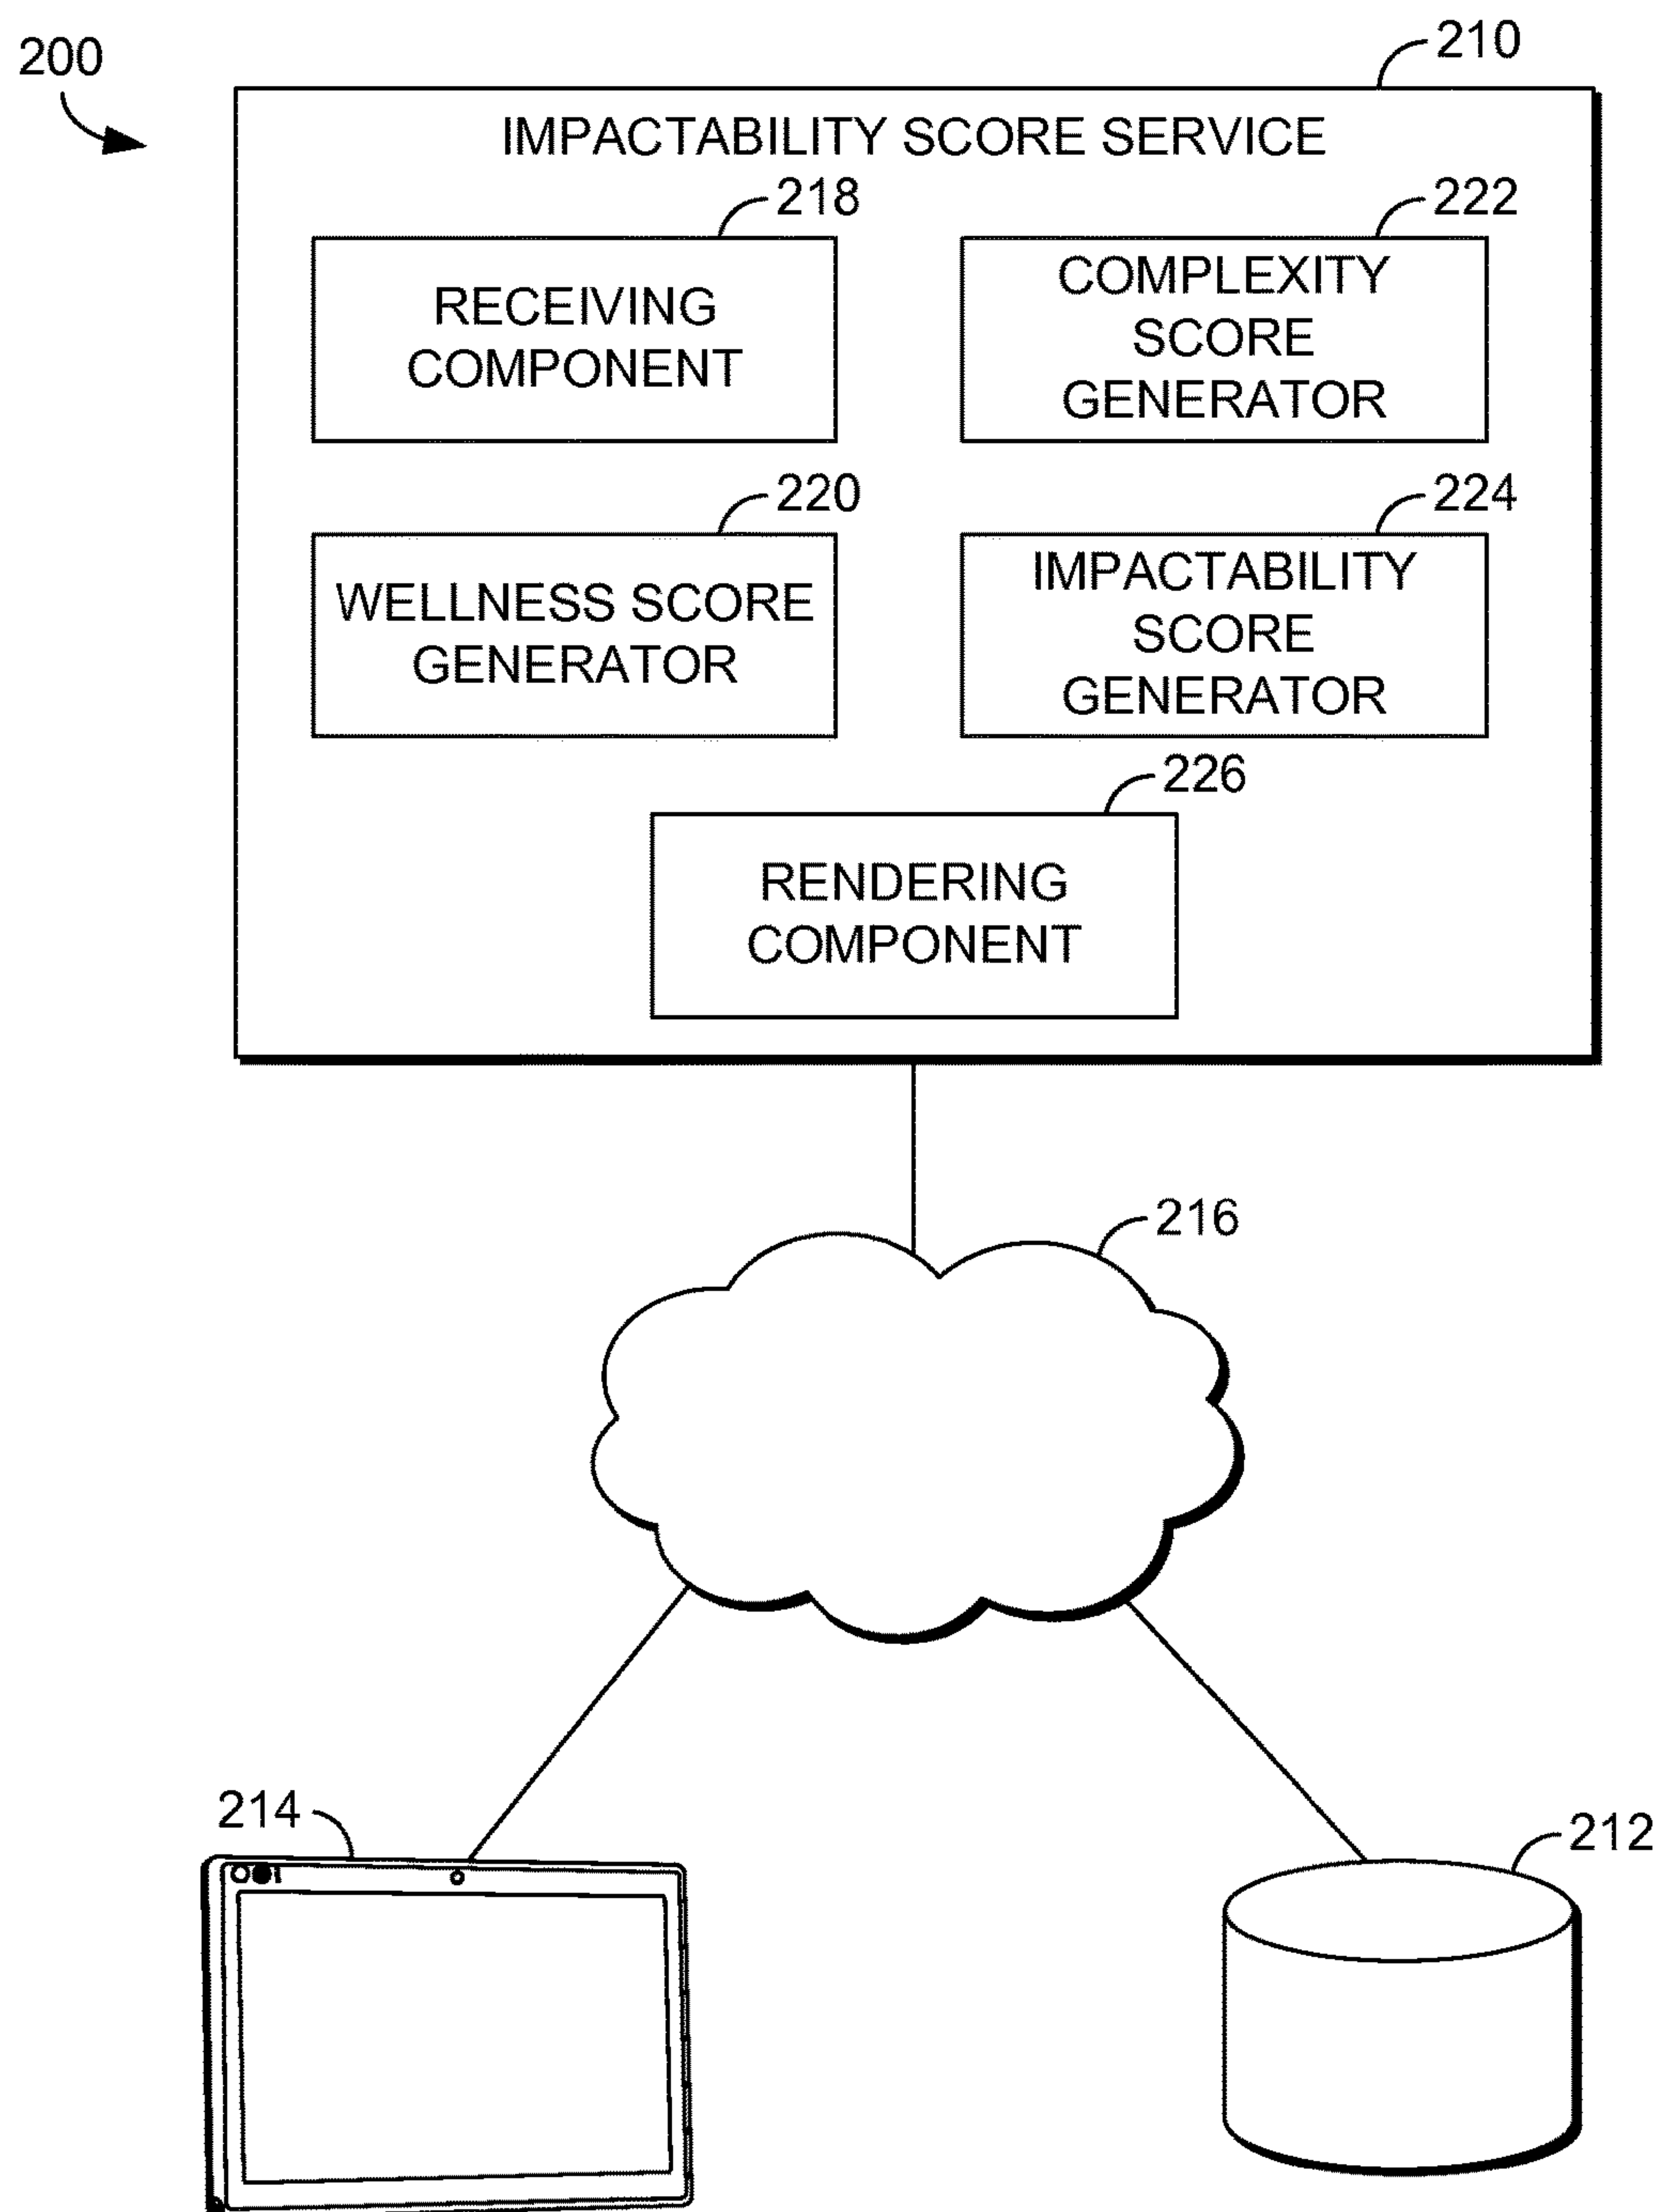 200
210
IMPACTABILITY SCORE SERVICE
218
222
RECEIVING
COMPONENT
COMPLEXITY
SCORE
GENERATOR
220
224
WELLNESS SCORE
GENERATOR
IMPACTABILITY
SCORE
GENERATOR
226
RENDERING
COMPONENT
216
214
212